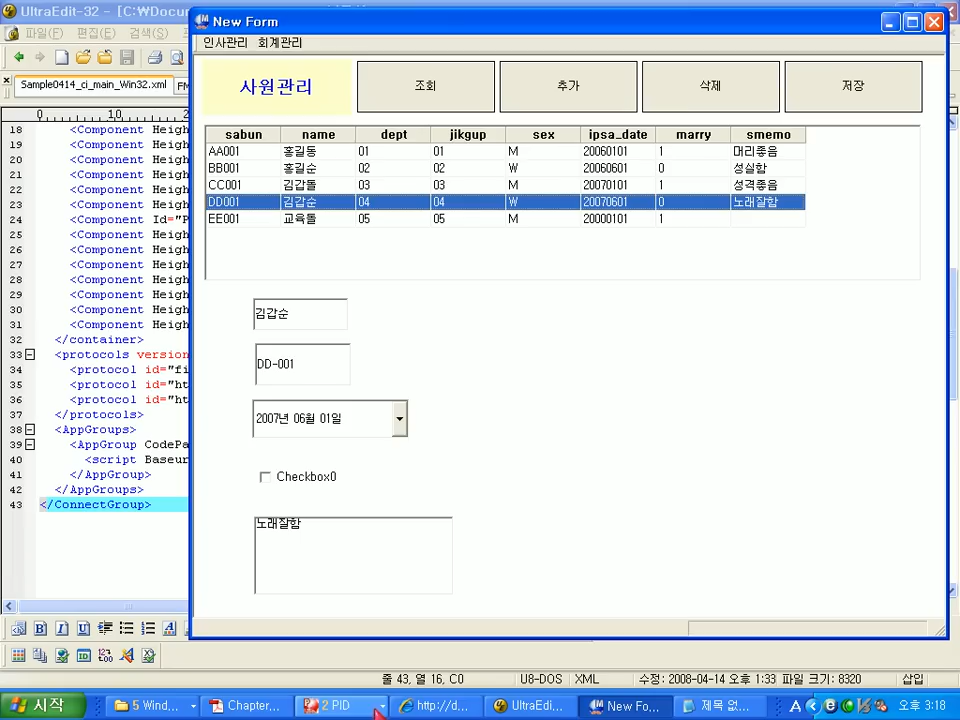 UltraEdit-32 - [C:\Docu
New Form
파일(F) 편집(E) 검색(S)
인사관리 회계관리
Sample0414_ci_main_Win32.xml FM
사원관리 조회 추가 삭제 저장
0 10 2
sabun name dept jikgup sex ipsa_date marry smemo
AA001 홍길동 01 01 M 20060101 1 머리좋음
BB001 홍길순 02 02 W 20060601 0 성실함
CC001 김갑돌 03 03 M 20070101 1 성격좋음
DD001 김갑순 04 04 W 20070601 0 노래잘함
EE001 교육돌 05 05 M 20000101 1
김갑순
DD-001
2007년 06월 01일
Checkbox0
노래잘함
18 <Component Heigh
19 <Component Heigh
20 <Component Heigh
21 <Component Heigh
22 <Component Heigh
23 <Component Heigh
24 <Component Id="P
25 <Component Heigh
26 <Component Heigh
27 <Component Heigh
28 <Component Heigh
29 <Component Heigh
30 <Component Heigh
31 <Component Heigh
32 </container>
33 <protocols version
34 <protocol id="fi
35 <protocol id="ht
36 <protocol id="ht
37 </protocols>
38 <AppGroups>
39 <AppGroup CodePa
40 <script Baseur
41 </AppGroup>
42 </AppGroups>
43 </ConnectGroup>
줄 43, 열 16, C0 U8-DOS XML 수정: 2008-04-14 오후 1:33 파일 크기: 8320 삽입
시작 5 Wind... Chapter... 2 PID http://d... UltraEdi... New Fo... 제목 없... A 오후 3:18